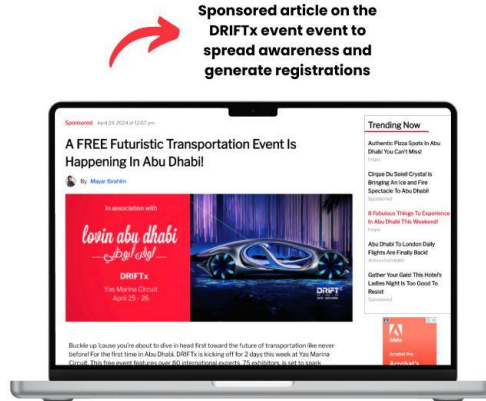 Sponsored article on the
DRIFTx event event to
spread awareness and
generate registrations
Sponsored April 24, 2024 at 12:07 pm
A FREE Futuristic Transportation Event Is
Happening In Abu Dhabi!
By Mayar Ibrahim
In association with
lovin abu dhabi
لوڤن أبوظبي
DRIFTx
Yas Marina Circuit
April 25 - 26
DRIFTx
Buckle up 'cause you're about to dive in head first toward the future of transportation like never
before! For the first time in Abu Dhabi, DRIFTx is kicking off for 2 days this week at Yas Marina
Circuit. This free event features over 80 international experts, 75 exhibitors, is set to spark
Trending Now
Authentic Pizza Spots In Abu
Dhabi You Can't Miss!
Cirque Du Soleil Crystal Is
Bringing An Ice and Fire
Spectacle To Abu Dhabi!
Sponsored
8 Fabulous Things To Experience
In Abu Dhabi This Weekend!
Abu Dhabi To London Daily
Flights Are Finally Back!
Announcements
Gather Your Gals! This Hotel's
Ladies Night Is Too Good To
Resist
Sponsored
Adobe
Acrobat's